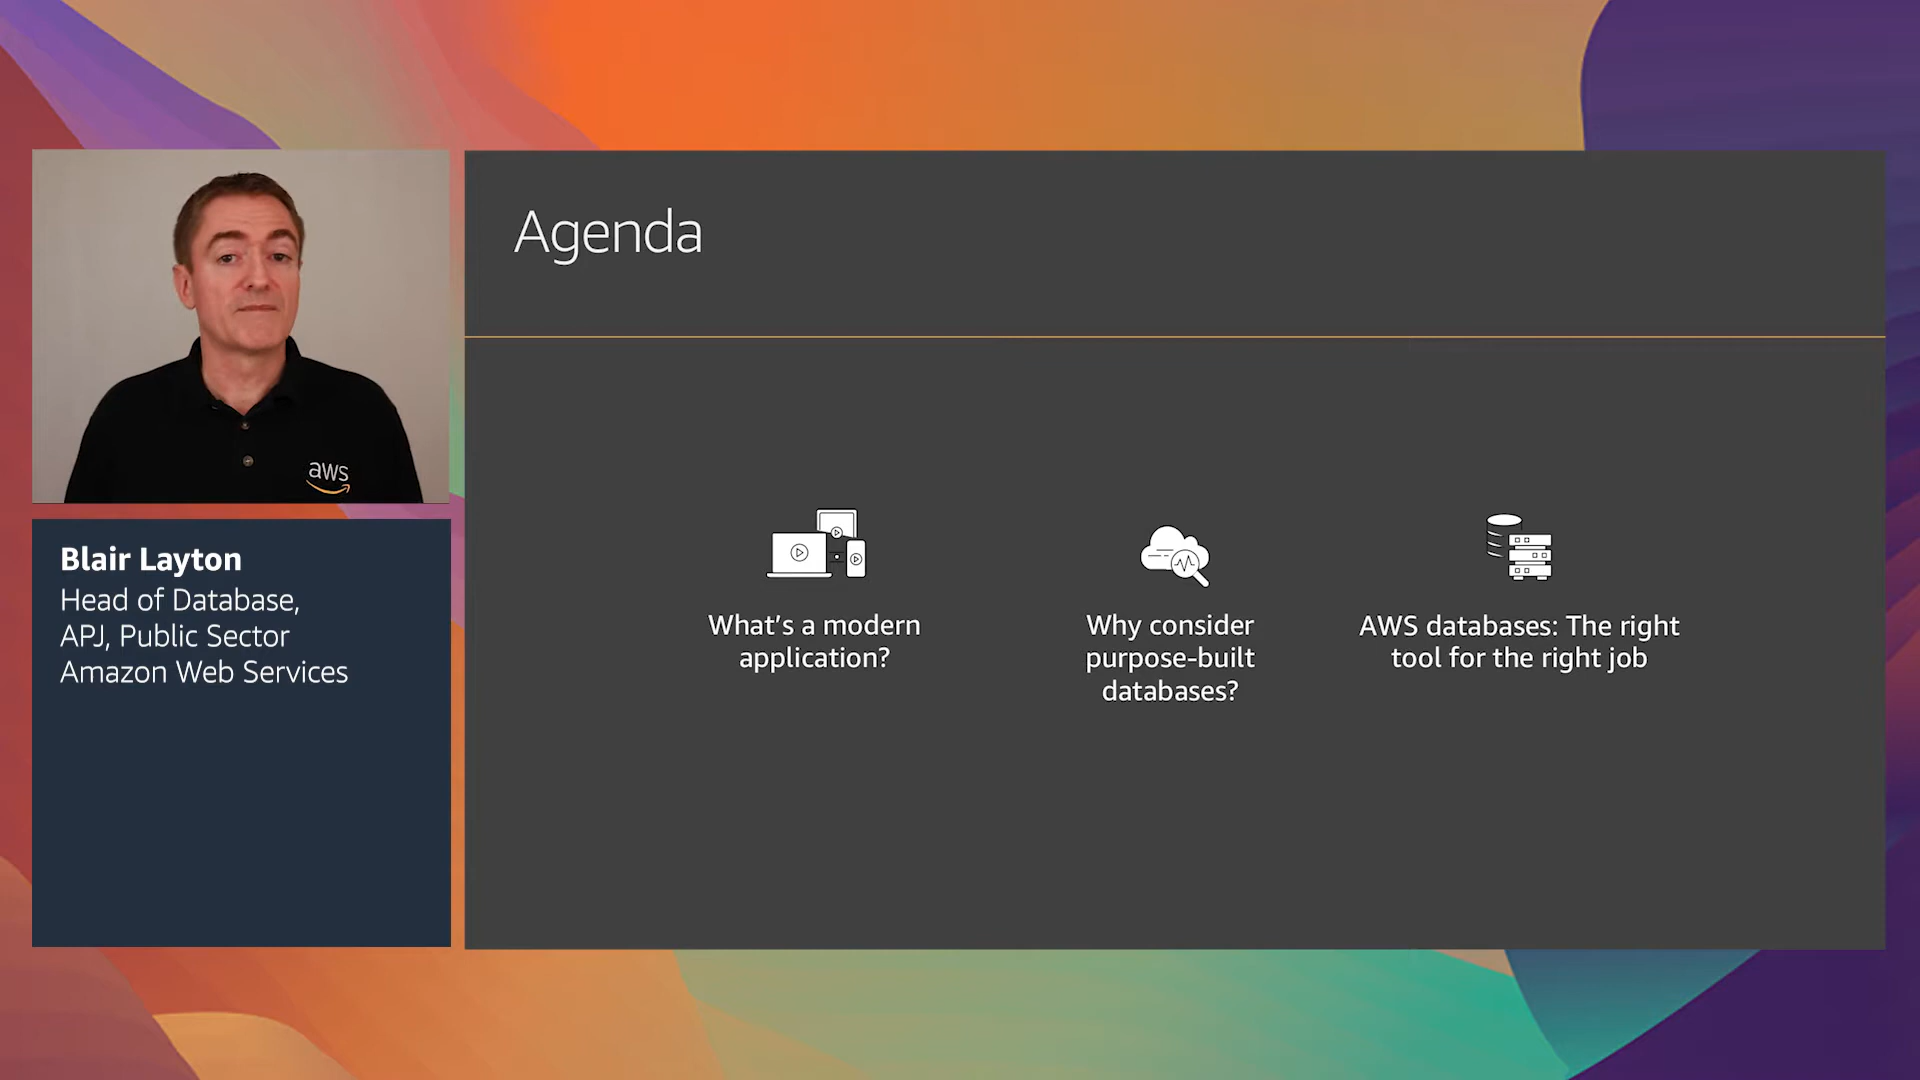 aws
Blair Layton
Head of Database,
APJ, Public Sector
Amazon Web Services
Agenda
What's a modern
application?
Why consider
purpose-built
databases?
AWS databases: The right
tool for the right job